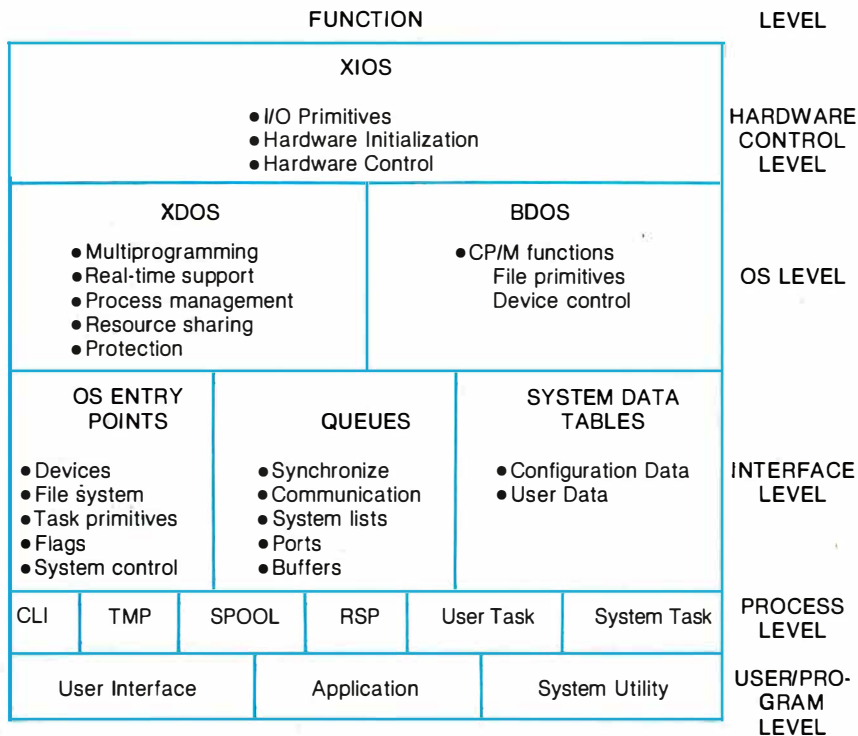 FUNCTION
LEVEL
XIOS
● I/O Primitives
● Hardware Initialization
● Hardware Control
HARDWARE
CONTROL
LEVEL
XDOS
● Multiprogramming
● Real-time support
● Process management
● Resource sharing
● Protection
BDOS
● CP/M functions
File primitives
Device control
OS LEVEL
OS ENTRY
POINTS
● Devices
● File system
● Task primitives
● Flags
● System control
QUEUES
● Synchronize
● Communication
● System lists
● Ports
● Buffers
SYSTEM DATA
TABLES
● Configuration Data
● User Data
INTERFACE
LEVEL
CLI
TMP
SPOOL
RSP
User Task
System Task
PROCESS
LEVEL
User Interface
Application
System Utility
USER/PRO-
GRAM
LEVEL